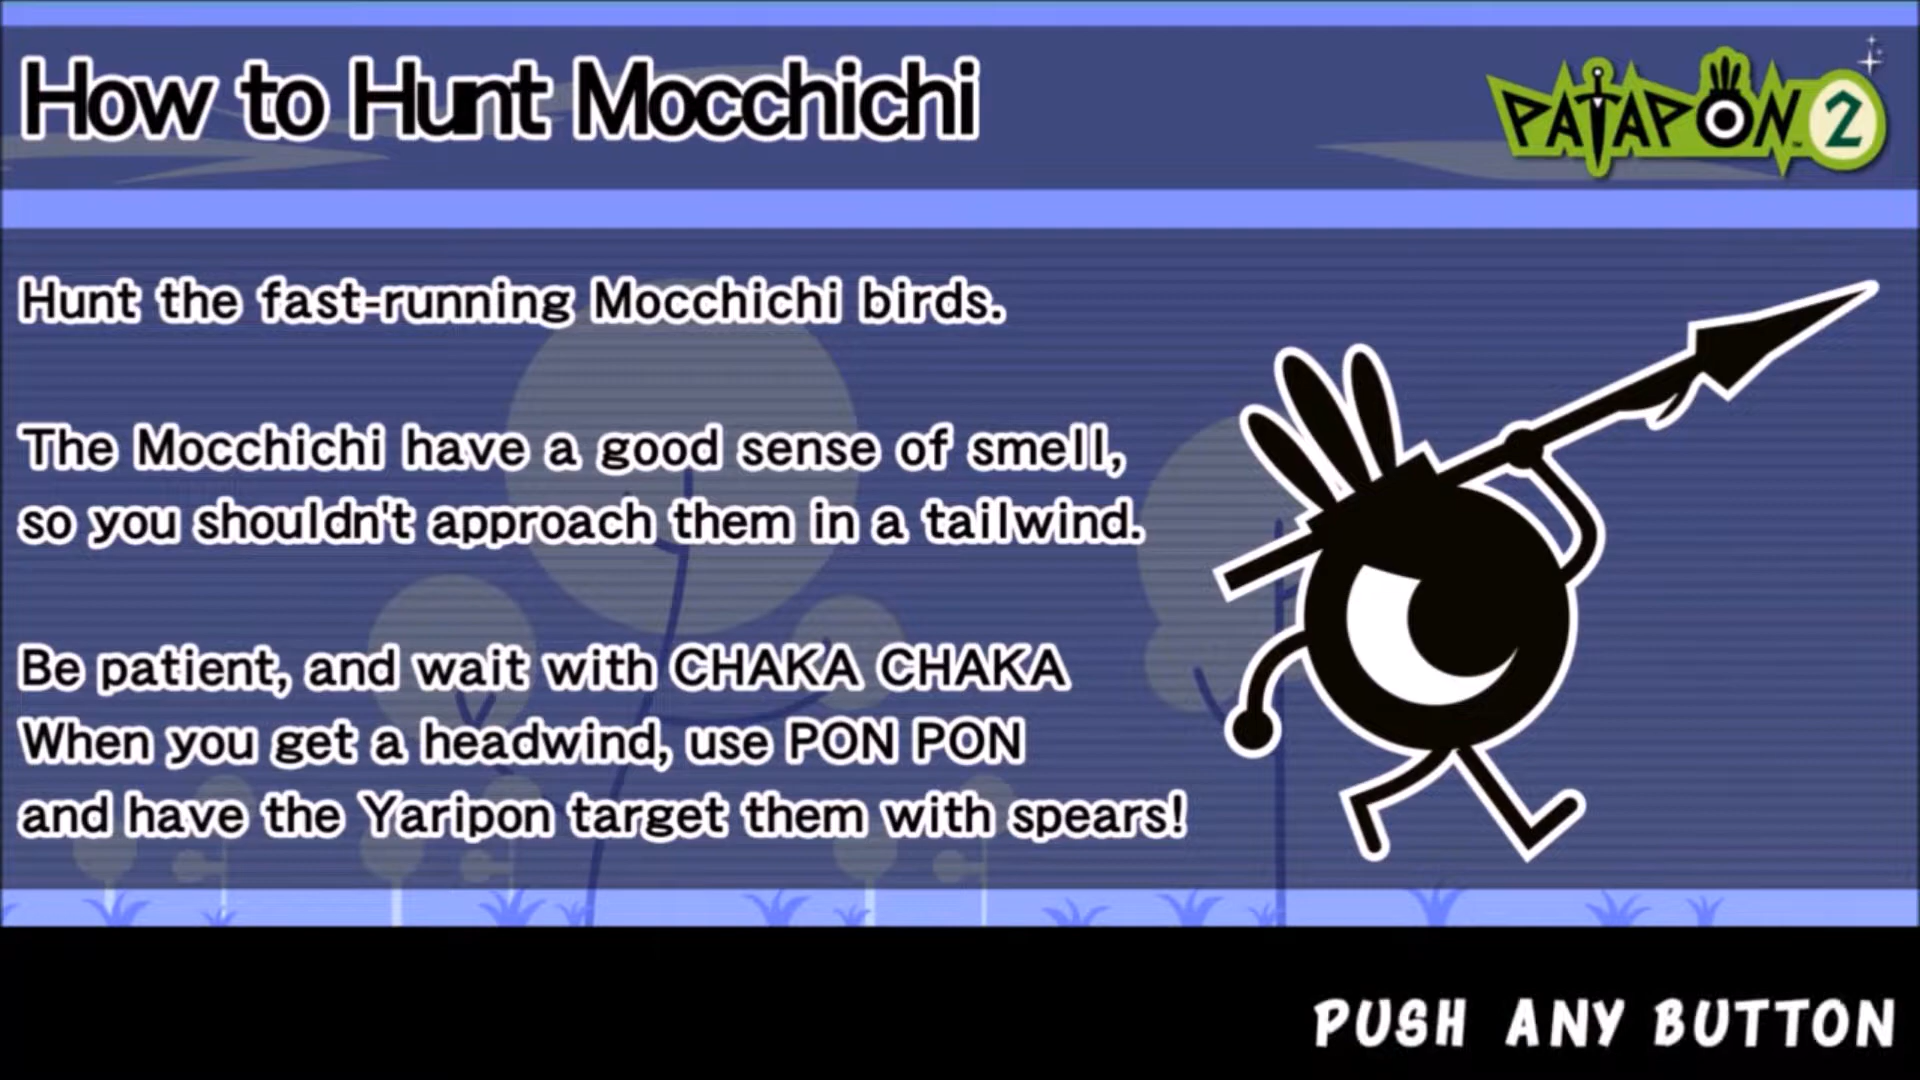 How to Hunt Mocchichi
PATAPON 2
Hunt the fast-running Mocchichi birds.
The Mocchichi have a good sense of smell,
so you shouldn't approach them in a tailwind.
Be patient, and wait with CHAKA CHAKA
When you get a headwind, use PON PON
and have the Yaripon target them with spears!
PUSH ANY BUTTON